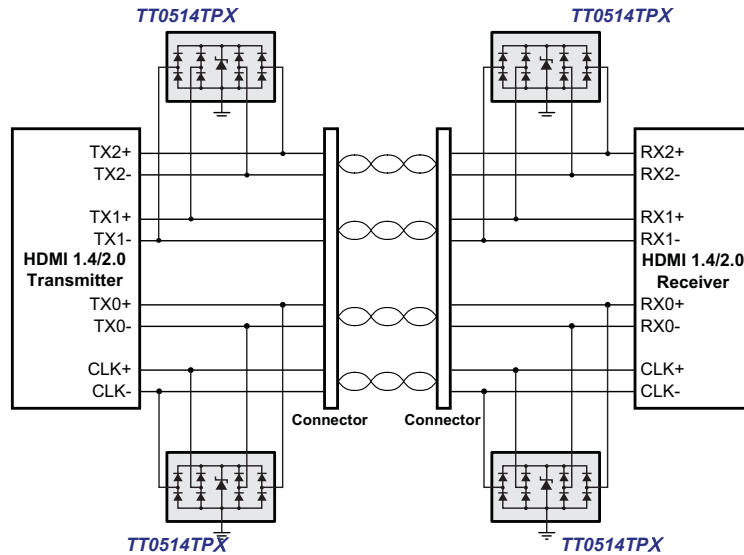 TT0514TPX
TT0514TPX
TX2+
TX2-
TX1+
TX1-
HDMI 1.4/2.0
Transmitter
TX0+
TX0-
CLK+
CLK-
Connector
Connector
RX2+
RX2-
RX1+
RX1-
HDMI 1.4/2.0
Receiver
RX0+
RX0-
CLK+
CLK-
TT0514TPX
TT0514TPX